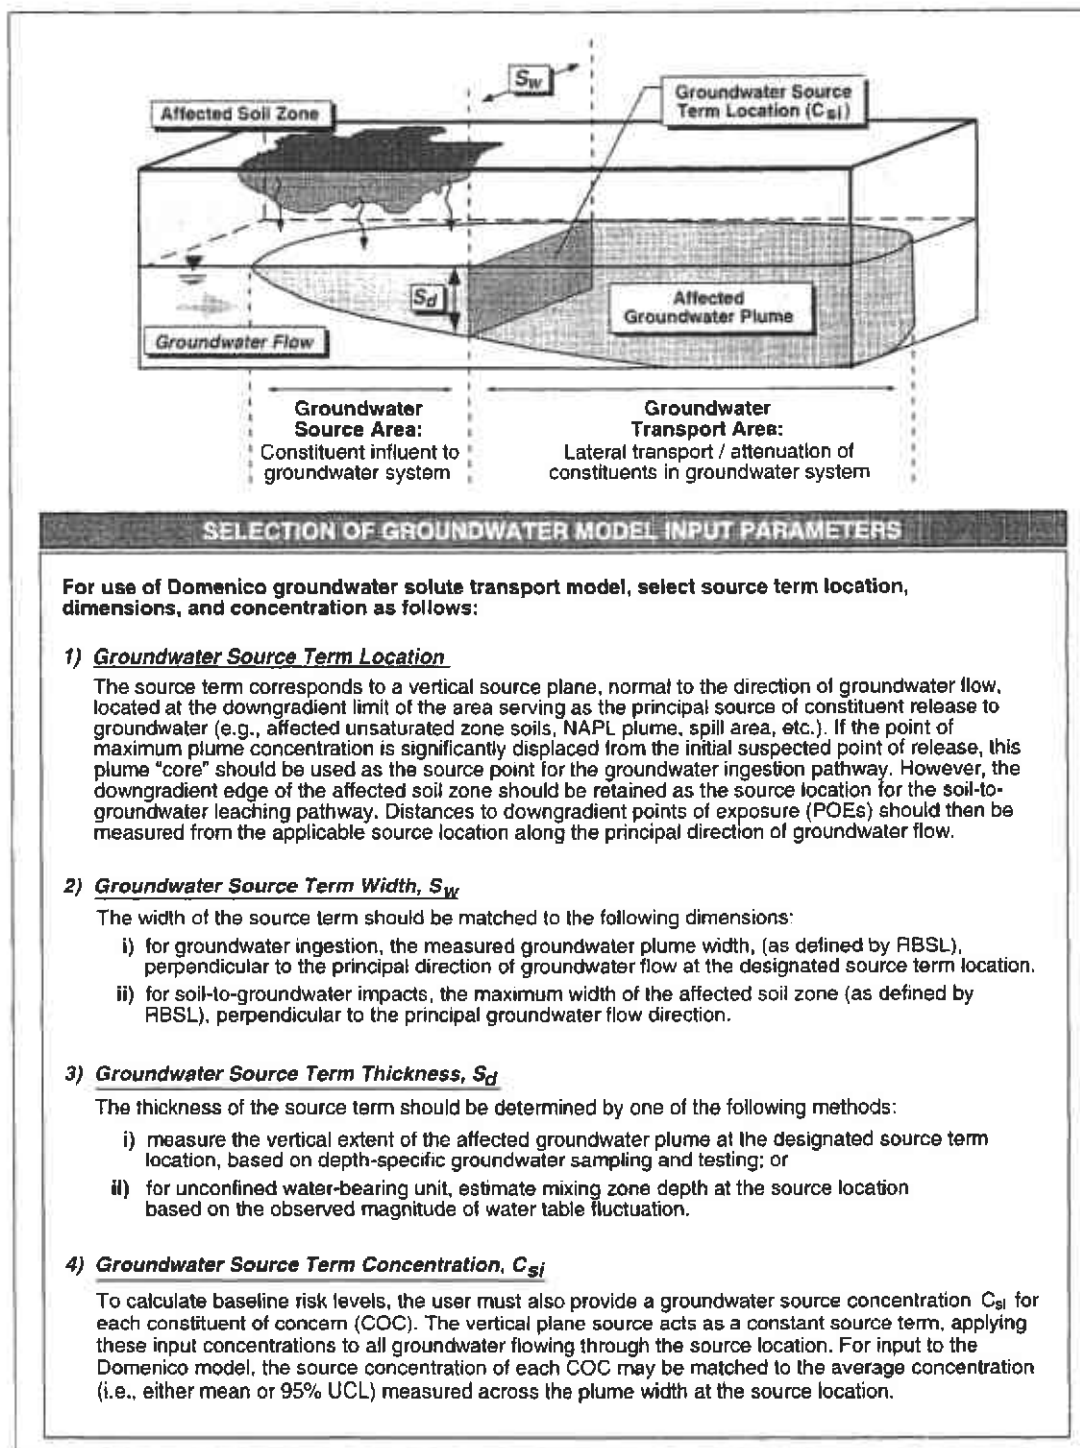 S_w
Affected Soil Zone
Groundwater Source
Term Location (C_si)
S_d
Affected
Groundwater Plume
Groundwater Flow
Groundwater
Source Area:
Constituent influent to
groundwater system
Groundwater
Transport Area:
Lateral transport / attenuation of
constituents in groundwater system
SELECTION OF GROUNDWATER MODEL INPUT PARAMETERS
For use of Domenico groundwater solute transport model, select source term location,
dimensions, and concentration as follows:
1) Groundwater Source Term Location
The source term corresponds to a vertical source plane, normal to the direction of groundwater flow,
located at the downgradient limit of the area serving as the principal source of constituent release to
groundwater (e.g., affected unsaturated zone soils, NAPL plume, spill area, etc.). If the point of
maximum plume concentration is significantly displaced from the initial suspected point of release, this
plume "core" should be used as the source point for the groundwater ingestion pathway. However, the
downgradient edge of the affected soil zone should be retained as the source location for the soil-to-
groundwater leaching pathway. Distances to downgradient points of exposure (POEs) should then be
measured from the applicable source location along the principal direction of groundwater flow.
2) Groundwater Source Term Width, S_w
The width of the source term should be matched to the following dimensions:
i) for groundwater ingestion, the measured groundwater plume width, (as defined by RBSL),
perpendicular to the principal direction of groundwater flow at the designated source term location.
ii) for soil-to-groundwater impacts, the maximum width of the affected soil zone (as defined by
RBSL), perpendicular to the principal groundwater flow direction.
3) Groundwater Source Term Thickness, S_d
The thickness of the source term should be determined by one of the following methods:
i) measure the vertical extent of the affected groundwater plume at the designated source term
location, based on depth-specific groundwater sampling and testing; or
ii) for unconfined water-bearing unit, estimate mixing zone depth at the source location
based on the observed magnitude of water table fluctuation.
4) Groundwater Source Term Concentration, C_si
To calculate baseline risk levels, the user must also provide a groundwater source concentration C_si for
each constituent of concern (COC). The vertical plane source acts as a constant source term, applying
these input concentrations to all groundwater flowing through the source location. For input to the
Domenico model, the source concentration of each COC may be matched to the average concentration
(i.e., either mean or 95% UCL) measured across the plume width at the source location.